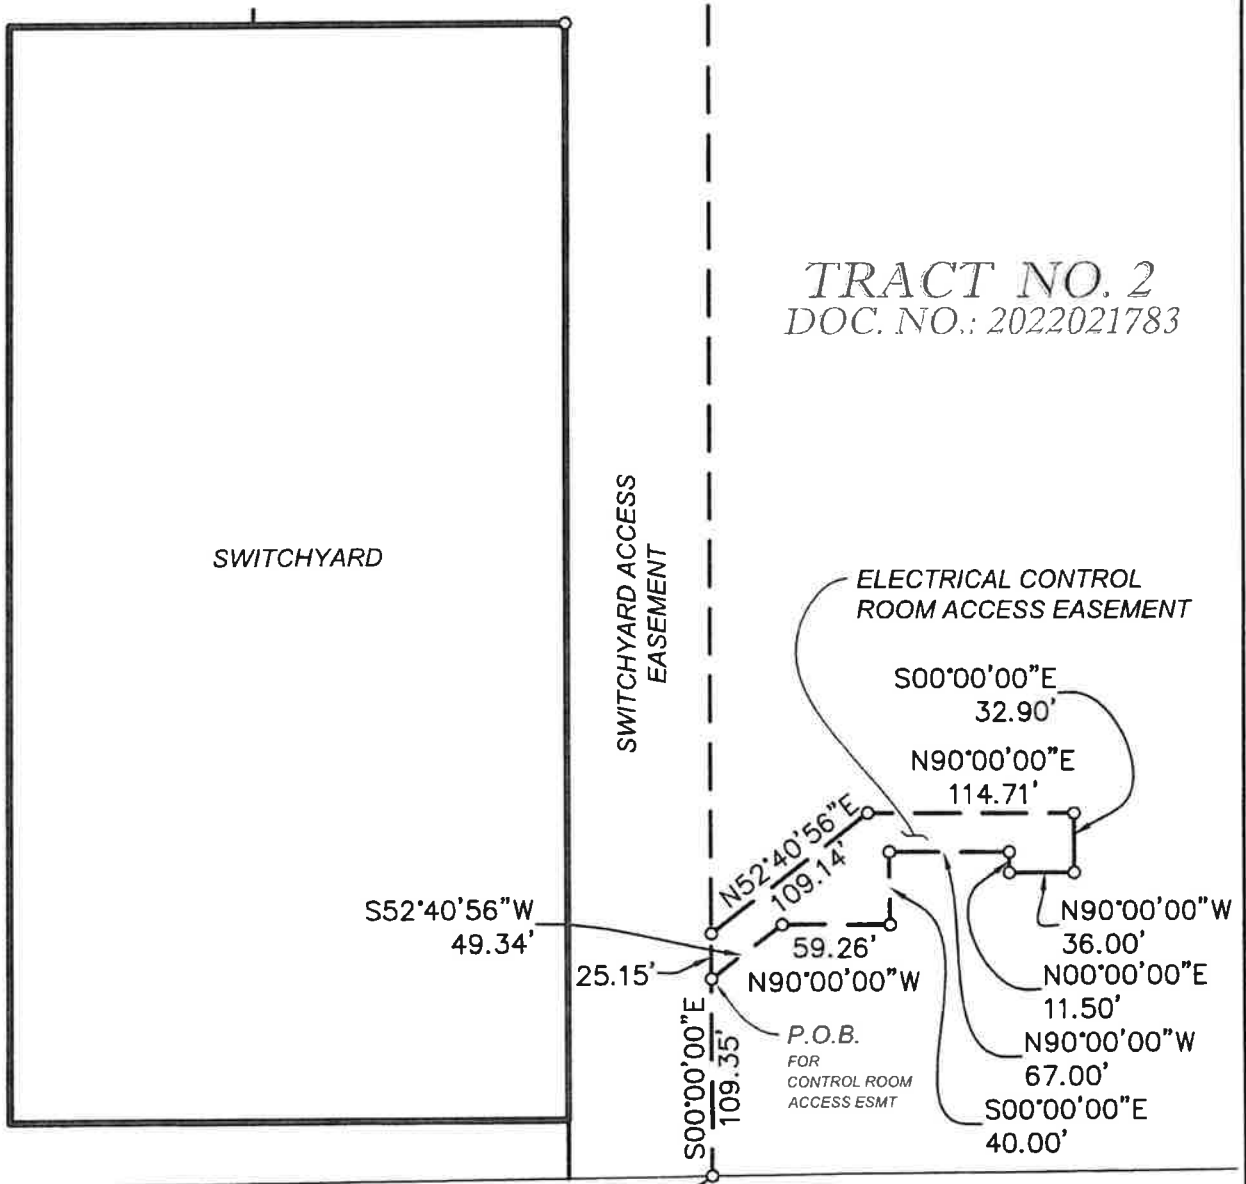 TRACT NO. 2
DOC. NO.: 2022021783
SWITCHYARD
SWITCHYARD ACCESS
EASEMENT
ELECTRICAL CONTROL
ROOM ACCESS EASEMENT
S00°00'00"E
32.90'
N90°00'00"E
114.71'
N52°40'56"E
109.14'
S52°40'56"W
49.34'
59.26'
N90°00'00"W
25.15'
N90°00'00"W
36.00'
N00°00'00"E
11.50'
N90°00'00"W
67.00'
S00°00'00"E
40.00'
P.O.B.
FOR
CONTROL ROOM
ACCESS ESMT
S00°00'00"E
109.35'